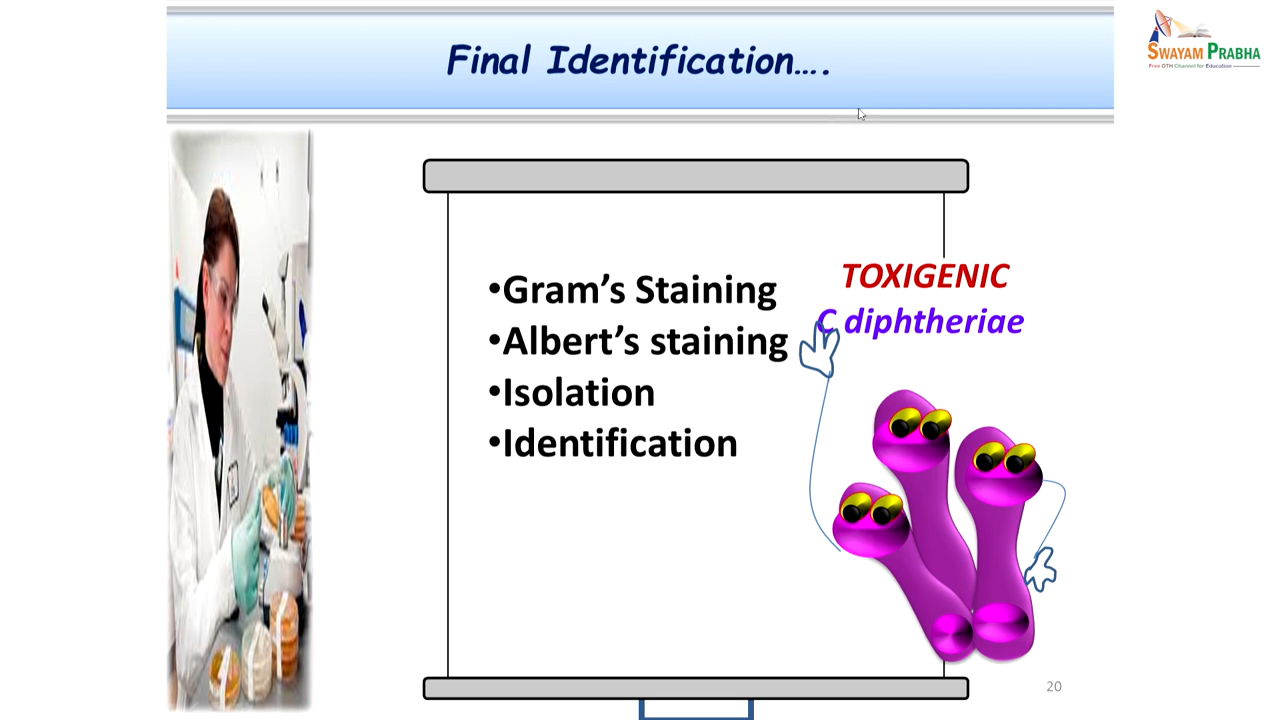 Final Identification….
SWAYAM PRABHA
Free DTH Channel for Education
•Gram’s Staining
•Albert’s staining
•Isolation
•Identification
TOXIGENIC
C diphtheriae
20